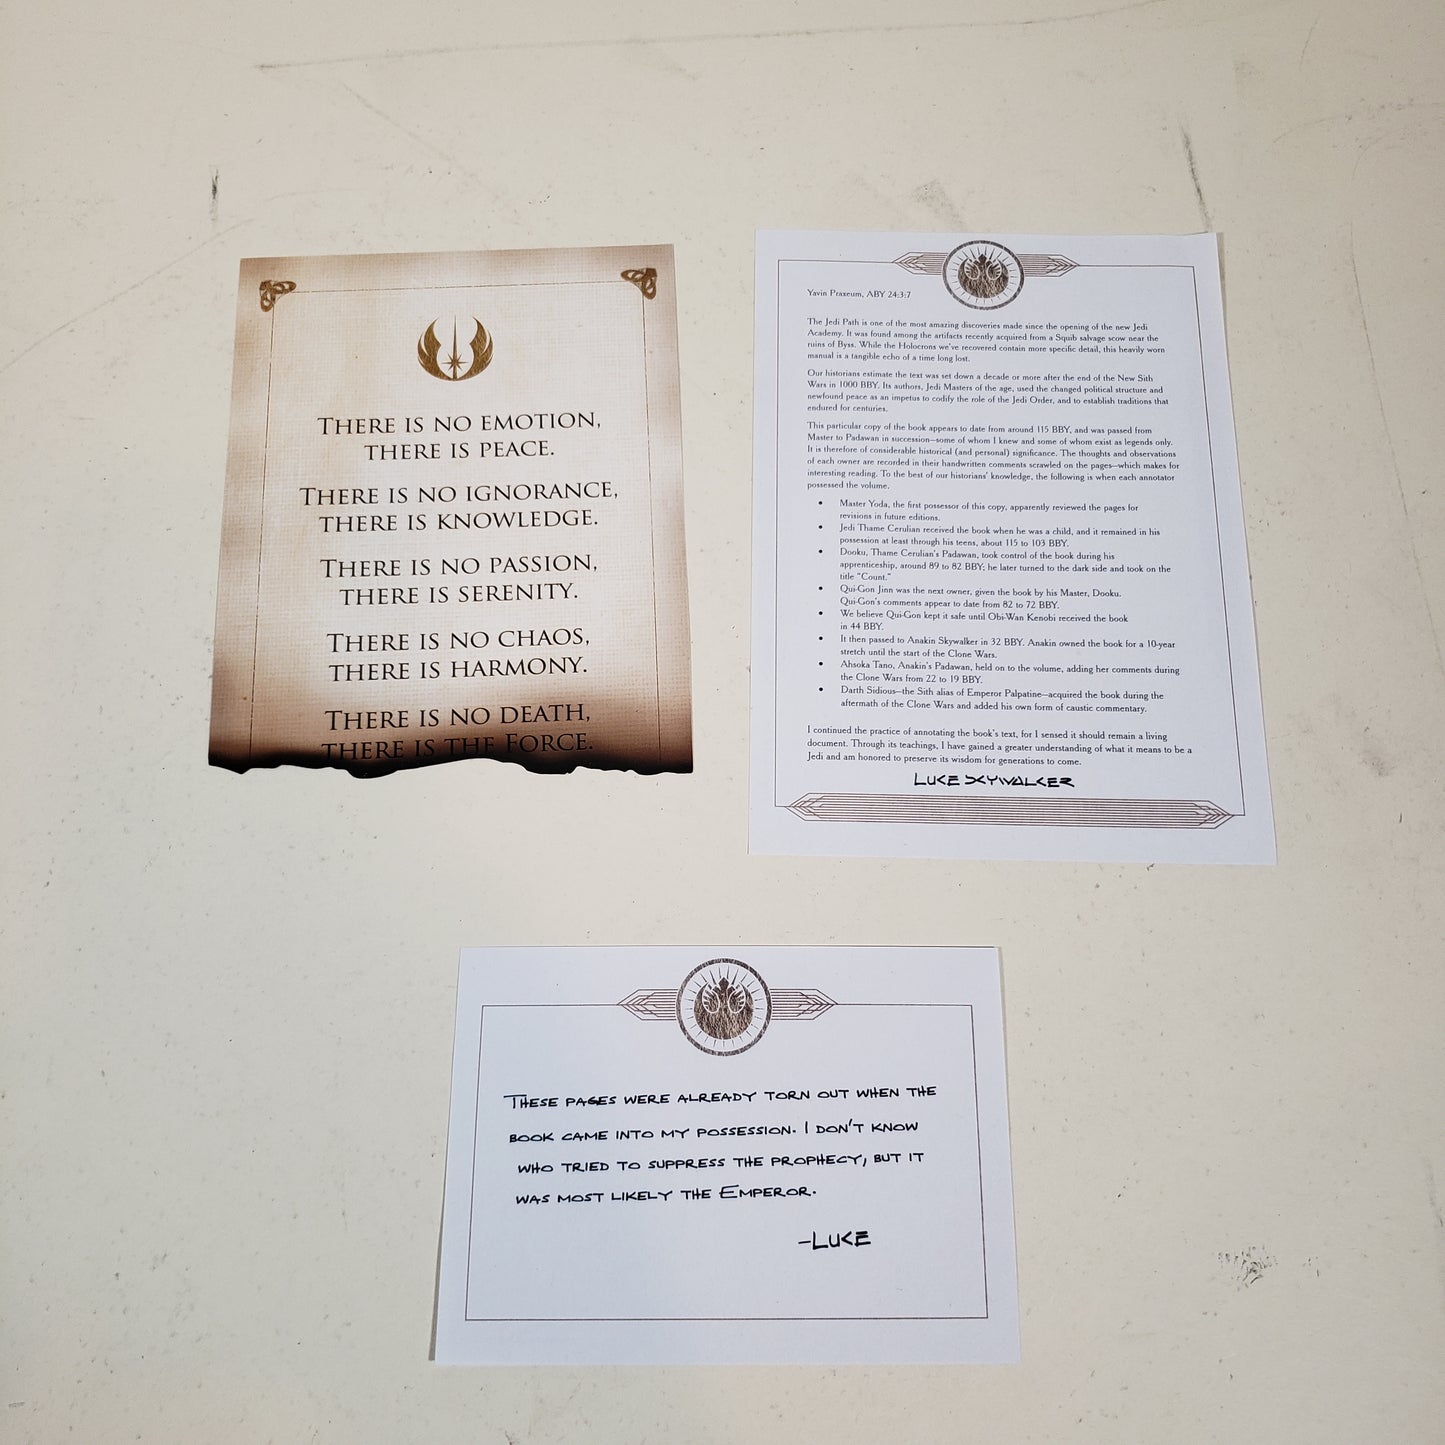 There is no emotion,
there is peace.
There is no ignorance,
there is knowledge.
There is no passion,
there is serenity.
There is no chaos,
there is harmony.
There is no death,
there is the Force.
Yavin Praxeum, ABY 24:3:7
The Jedi Path is one of the most amazing discoveries made since the opening of the new Jedi
Academy. It was found among the artifacts recently acquired from a Squib salvage scow near the
ruins of Byss. While the Holocrons we've recovered contain more specific detail, this heavily worn
manual is a tangible echo of a time long lost.
Our historians estimate the text was set down a decade or more after the end of the New Sith
Wars in 1000 BBY. Its authors, Jedi Masters of the age, used the changed political structure and
newfound peace as an impetus to codify the role of the Jedi Order, and to establish traditions that
endured for centuries.
This particular copy of the book appears to date from around 115 BBY, and was passed from
Master to Padawan in succession—some of whom I knew and some of whom exist as legends only.
It is therefore of considerable historical (and personal) significance. The thoughts and observations
of each owner are recorded in their handwritten comments scrawled on the pages—which makes for
interesting reading. To the best of our historians' knowledge, the following is when each annotator
possessed the volume.
• Master Yoda, the first possessor of this copy, apparently reviewed the pages for
revisions in future editions.
• Jedi Thame Cerulian received the book when he was a child, and it remained in his
possession at least through his teens, about 115 to 103 BBY.
• Dooku, Thame Cerulian's Padawan, took control of the book during his
apprenticeship, around 89 to 82 BBY; he later turned to the dark side and took on the
title "Count."
• Qui-Gon Jinn was the next owner, given the book by his Master, Dooku.
Qui-Gon's comments appear to date from 82 to 72 BBY.
• We believe Qui-Gon kept it safe until Obi-Wan Kenobi received the book
in 44 BBY.
• It then passed to Anakin Skywalker in 32 BBY. Anakin owned the book for a 10-year
stretch until the start of the Clone Wars.
• Ahsoka Tano, Anakin's Padawan, held on to the volume, adding her comments during
the Clone Wars from 22 to 19 BBY.
• Darth Sidious—the Sith alias of Emperor Palpatine—acquired the book during the
aftermath of the Clone Wars and added his own form of caustic commentary.
I continued the practice of annotating the book's text, for I sensed it should remain a living
document. Through its teachings, I have gained a greater understanding of what it means to be a
Jedi and am honored to preserve its wisdom for generations to come.
LUKE SKYWALKER
THESE PAGES WERE ALREADY TORN OUT WHEN THE
BOOK CAME INTO MY POSSESSION. I DON'T KNOW
WHO TRIED TO SUPPRESS THE PROPHECY, BUT IT
WAS MOST LIKELY THE EMPEROR.
—LUKE